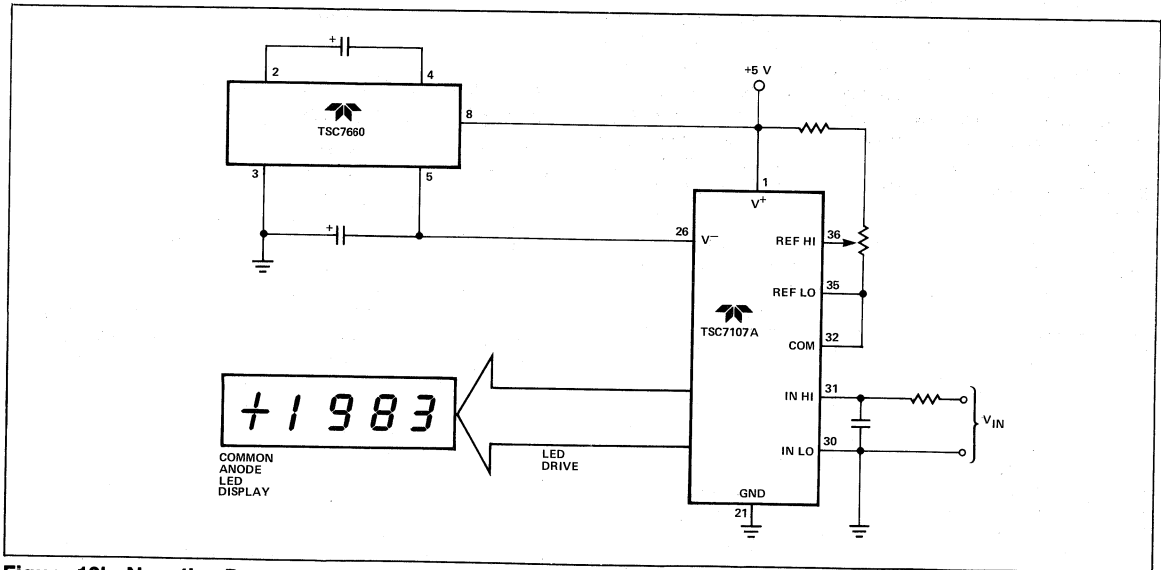 +
2
4
TSC7660
8
3
5
+
+5 V
1
V+
26
V−
REF HI
36
REF LO
35
TSC7107A
COM
32
IN HI
31
VIN
IN LO
30
GND
21
+1983
COMMON
ANODE
LED
DISPLAY
LED
DRIVE